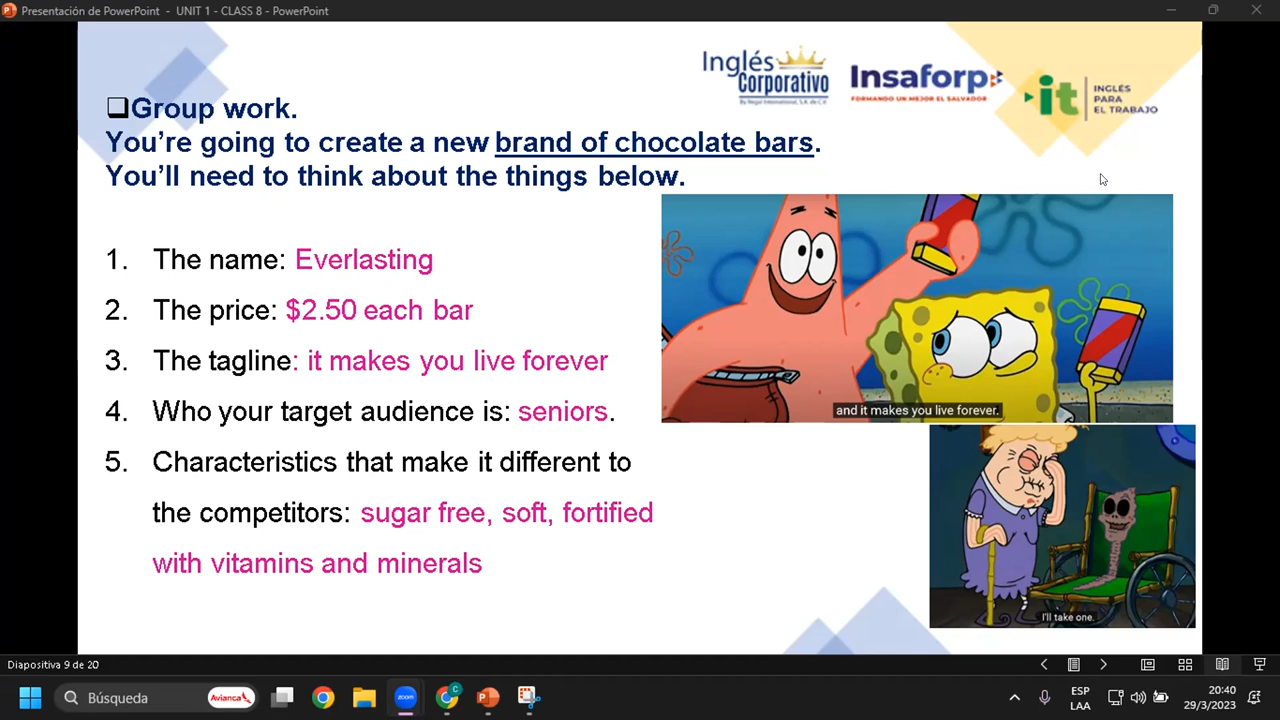 Presentación de PowerPoint - UNIT 1 - CLASS 8 - PowerPoint
Inglés
Corporativo
By Regal International, S.A. de C.V.
Insaforp
FORMANDO UN MEJOR EL SALVADOR
it
INGLÉS
PARA
EL TRABAJO
Group work.
You're going to create a new brand of chocolate bars.
You'll need to think about the things below.
1. The name: Everlasting
2. The price: $2.50 each bar
3. The tagline: it makes you live forever
4. Who your target audience is: seniors.
5. Characteristics that make it different to
the competitors: sugar free, soft, fortified
with vitamins and minerals
and it makes you live forever.
I'll take one.
Diapositiva 9 de 20
Búsqueda
Avianca
zoom
C
ESP
LAA
20:40
29/3/2023